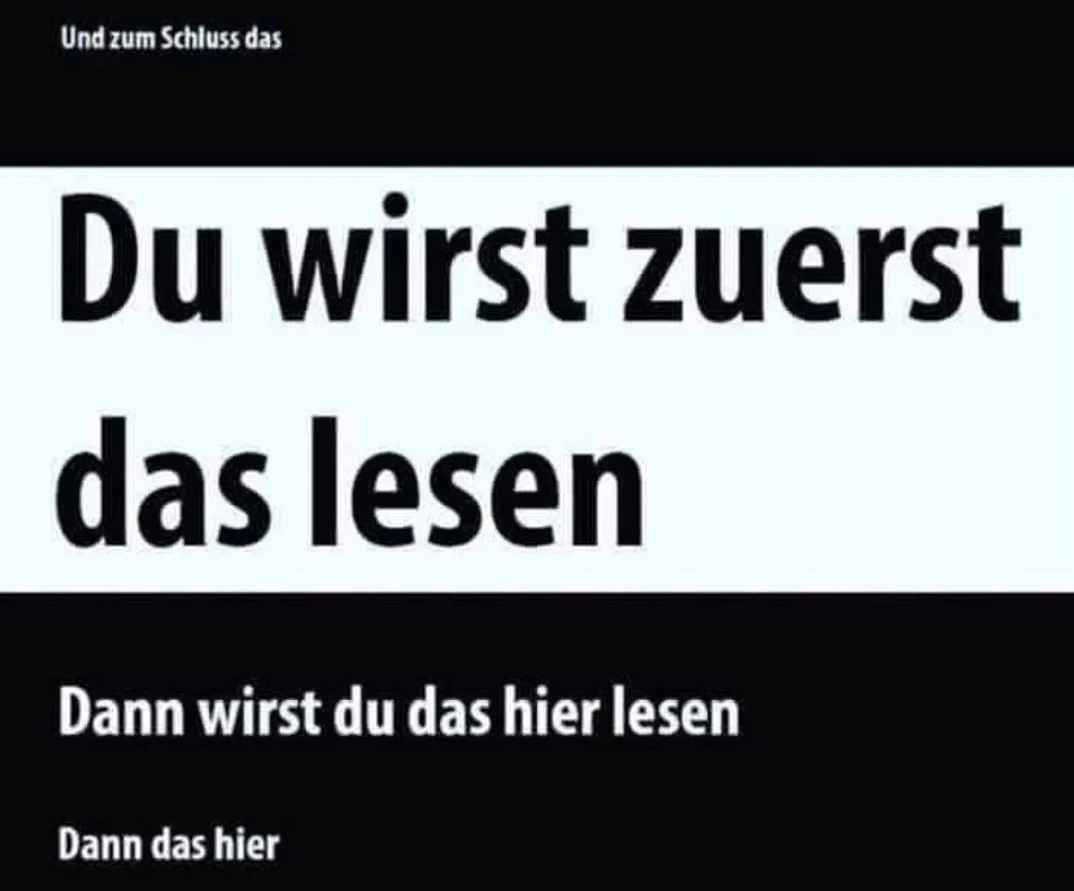 Und zum Schluss das
Du wirst zuerst
das lesen
Dann wirst du das hier lesen
Dann das hier